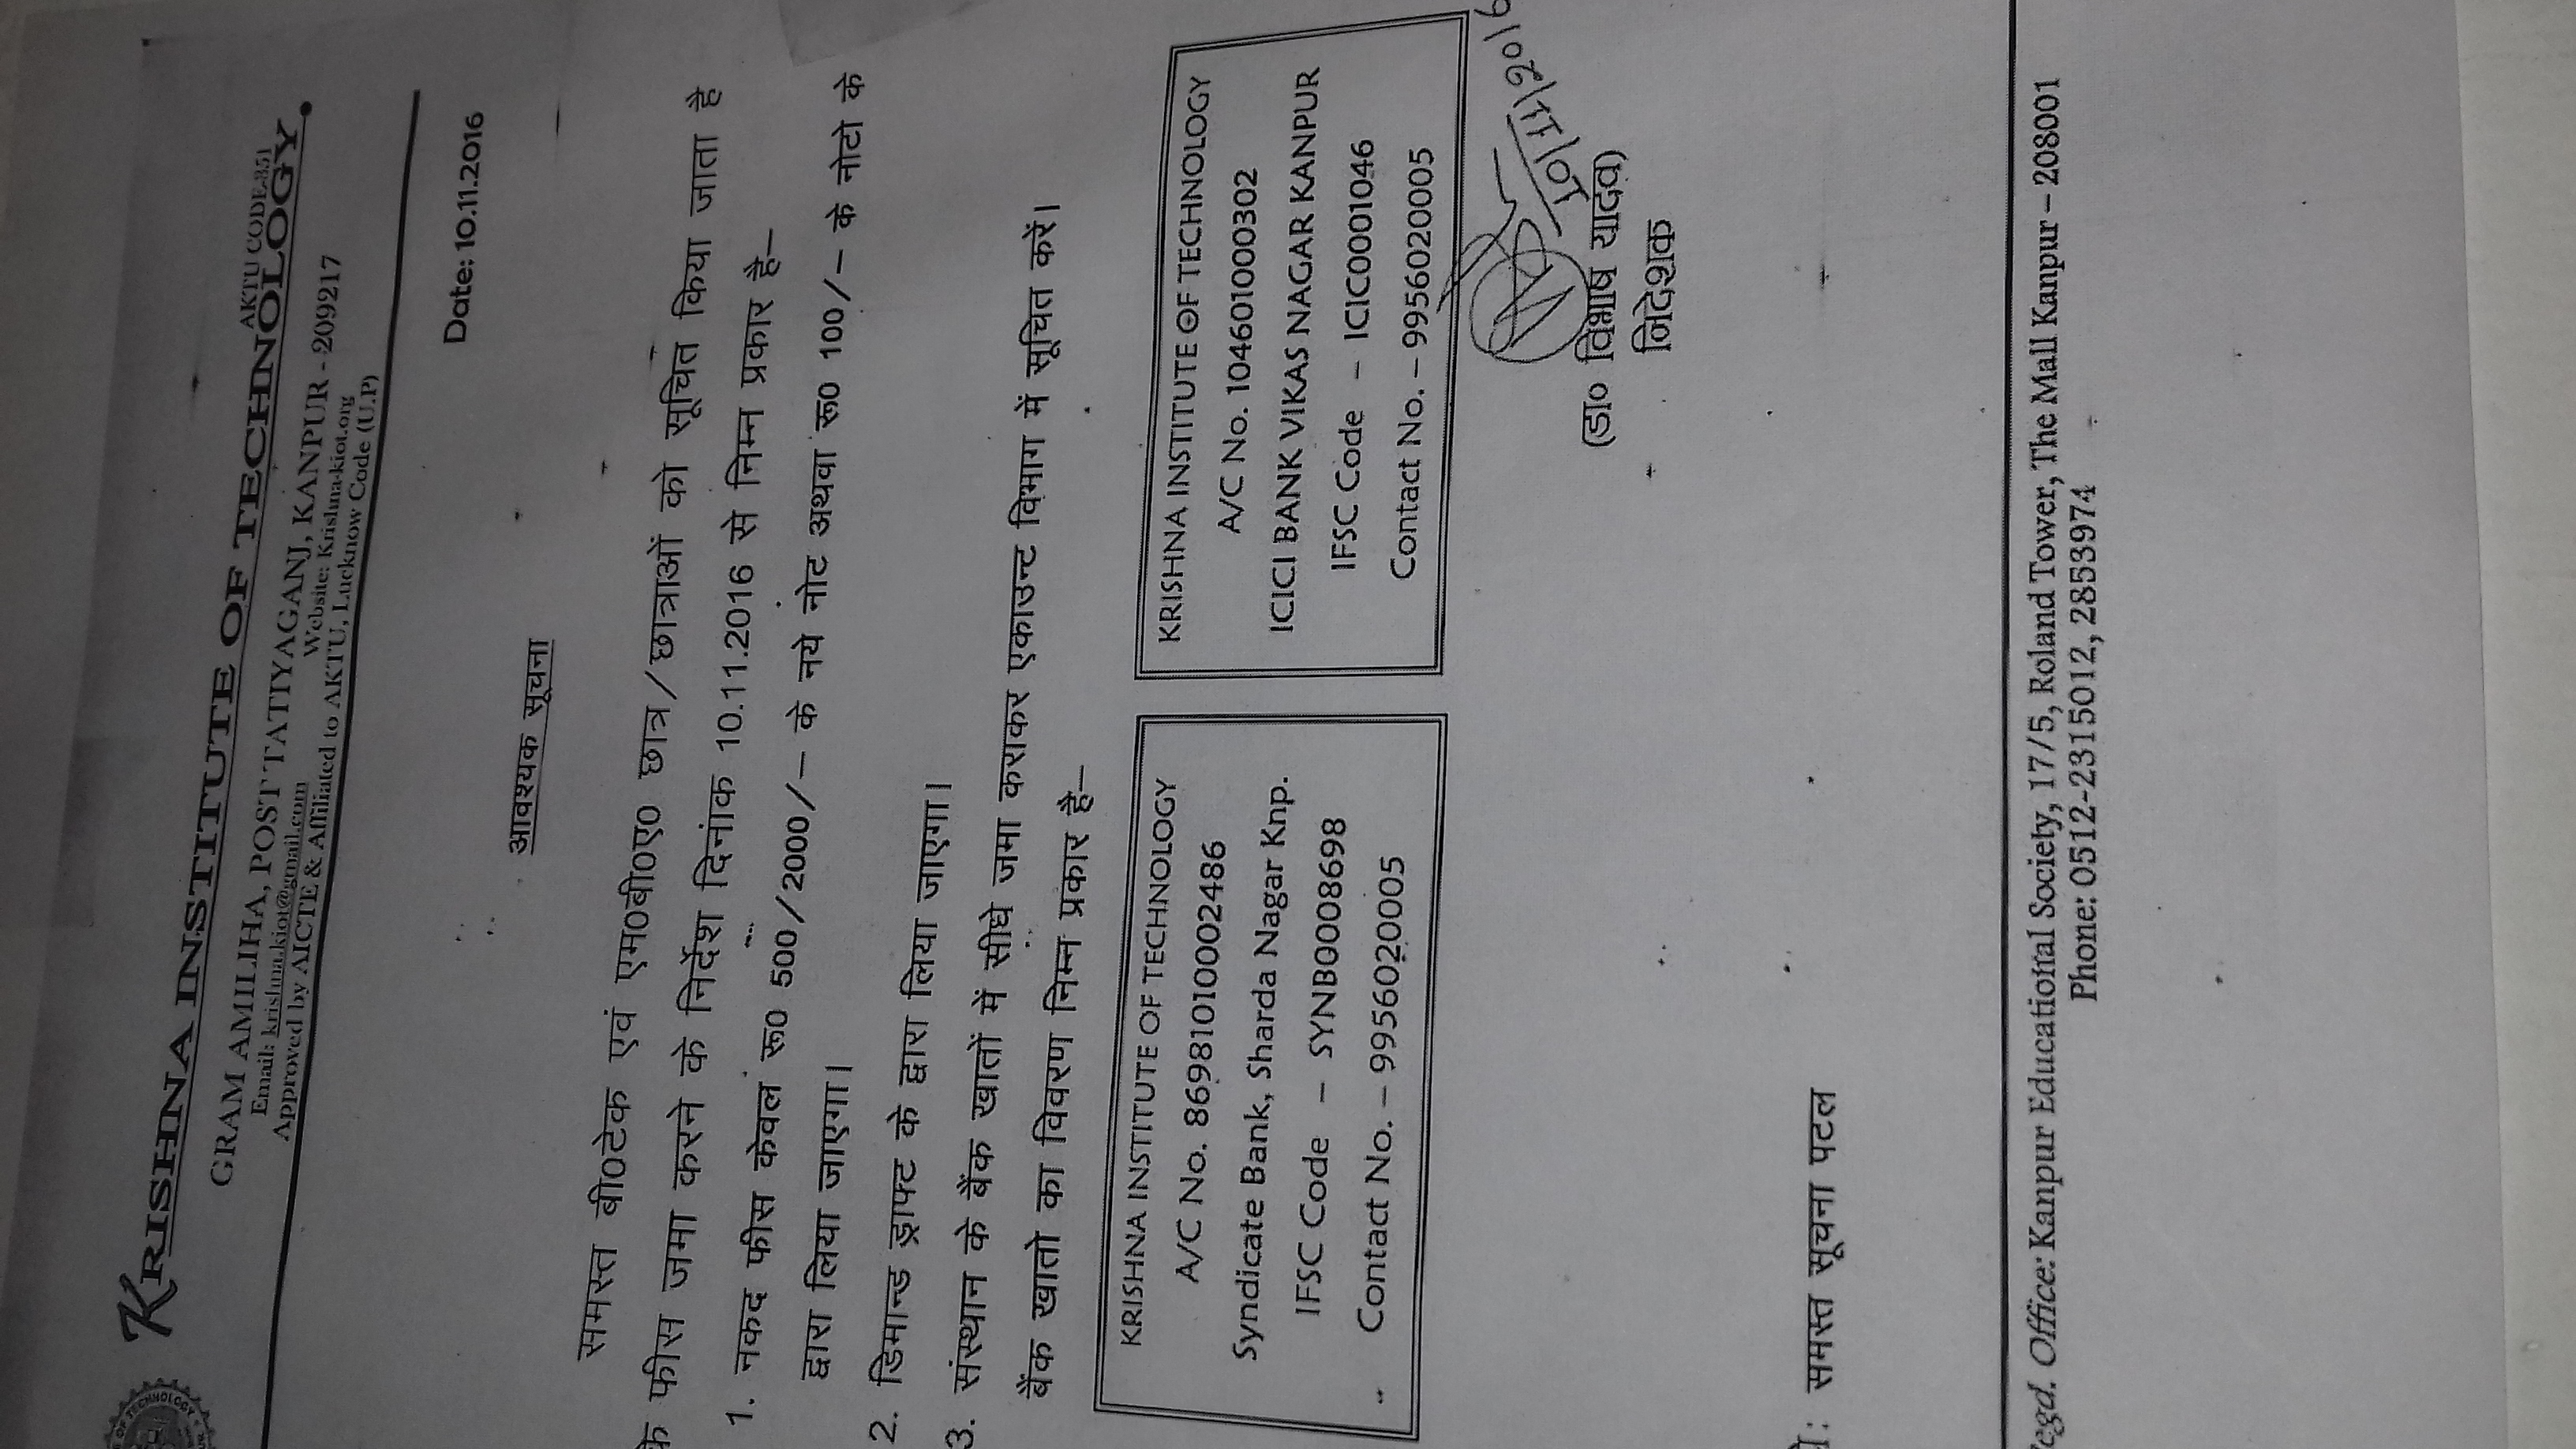 KRISHNA INSTITUTE OF TECHNOLOGY.
AKTU CODE-851
GRAM AMILIHA, POST TATIYAGANJ, KANPUR - 209217
Email: krishna.kiot@gmail.com Website: Krishna-kiot.org
Approved by AICTE & Affiliated to AKTU, Lucknow Code (U.P)
Date: 10.11.2016
आवश्यक सूचना
समस्त बी0टेक एवं एम0बी0ए0 छात्र/छात्राओं को सूचित किया जाता है
के फीस जमा करने के निर्देश दिनांक 10.11.2016 से निम्न प्रकार है–
1. नकद फीस केवल रू0 500/2000/– के नये नोट अथवा रू0 100/– के नोटो के
द्वारा लिया जाएगा।
2. डिमान्ड ड्राफ्ट के द्वारा लिया जाएगा।
3. संस्थान के बैंक खातों में सीधे जमा कराकर एकाउन्ट विभाग में सूचित करें।
बैंक खातो का विवरण निम्न प्रकार है–
KRISHNA INSTITUTE OF TECHNOLOGY
A/C No. 86981010002486
Syndicate Bank, Sharda Nagar Knp.
IFSC Code – SYNB0008698
Contact No. – 9956020005
KRISHNA INSTITUTE OF TECHNOLOGY
A/C No. 104601000302
ICICI BANK VIKAS NAGAR KANPUR
IFSC Code – ICIC0001046
Contact No. – 9956020005
10/11/2016
(डा० विभाष यादव)
निदेशक
समस्त सूचना पटल
egd. Office: Kanpur Educational Society, 17/5, Roland Tower, The Mall Kanpur – 208001
Phone: 0512-2315012, 2853974